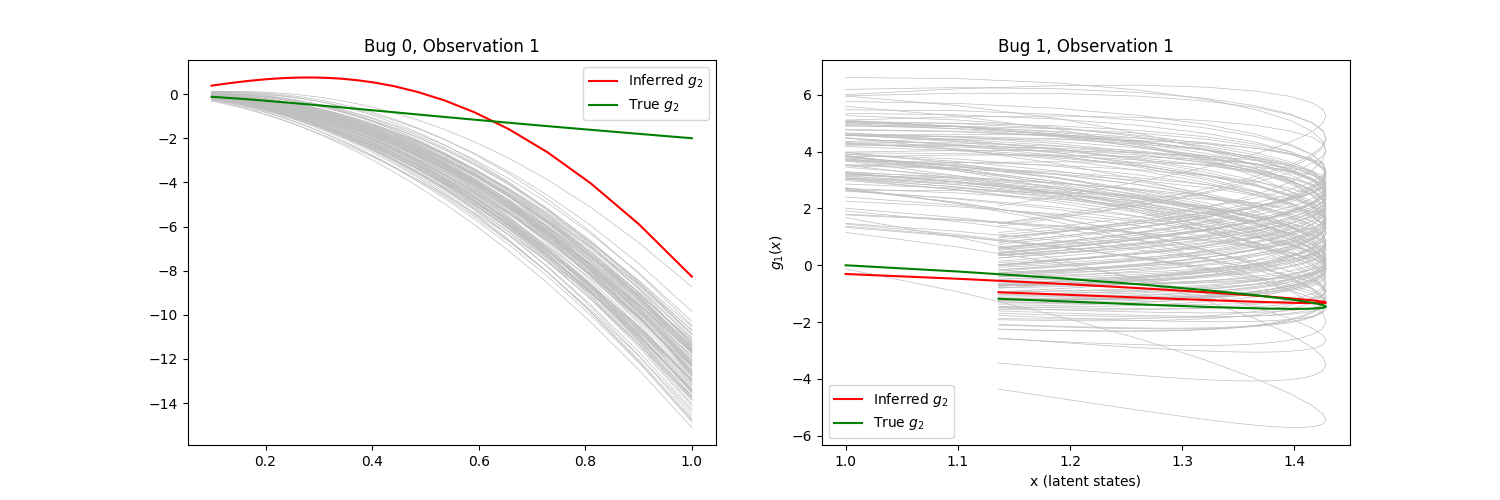 Bug 0, Observation 1
Inferred g₂
True g₂
0
−2
−4
−6
−8
−10
−12
−14
0.2 0.4 0.6 0.8 1.0
Bug 1, Observation 1
g₁(x)
6
4
2
0
−2
−4
−6
Inferred g₂
True g₂
1.0 1.1 1.2 1.3 1.4
x (latent states)